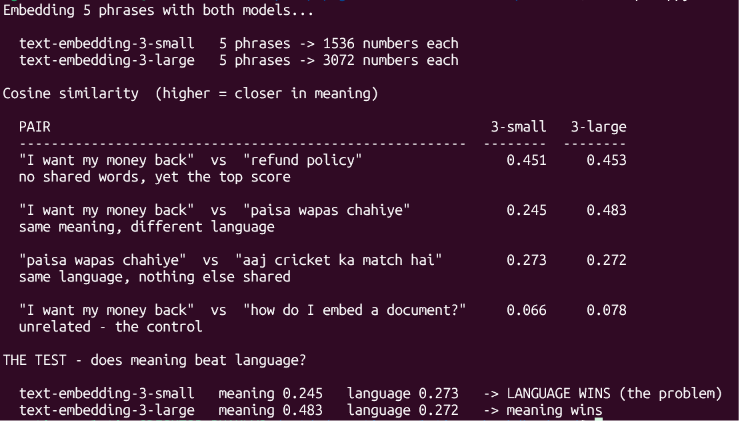 Embedding 5 phrases with both models...
text-embedding-3-small   5 phrases -> 1536 numbers each
text-embedding-3-large   5 phrases -> 3072 numbers each
Cosine similarity  (higher = closer in meaning)
PAIR   3-small   3-large
-------------------------------------------------------   --------   --------
"I want my money back"  vs  "refund policy"   0.451   0.453
no shared words, yet the top score
"I want my money back"  vs  "paisa wapas chahiye"   0.245   0.483
same meaning, different language
"paisa wapas chahiye"  vs  "aaj cricket ka match hai"   0.273   0.272
same language, nothing else shared
"I want my money back"  vs  "how do I embed a document?"   0.066   0.078
unrelated - the control
THE TEST - does meaning beat language?
text-embedding-3-small   meaning 0.245   language 0.273   -> LANGUAGE WINS (the problem)
text-embedding-3-large   meaning 0.483   language 0.272   -> meaning wins